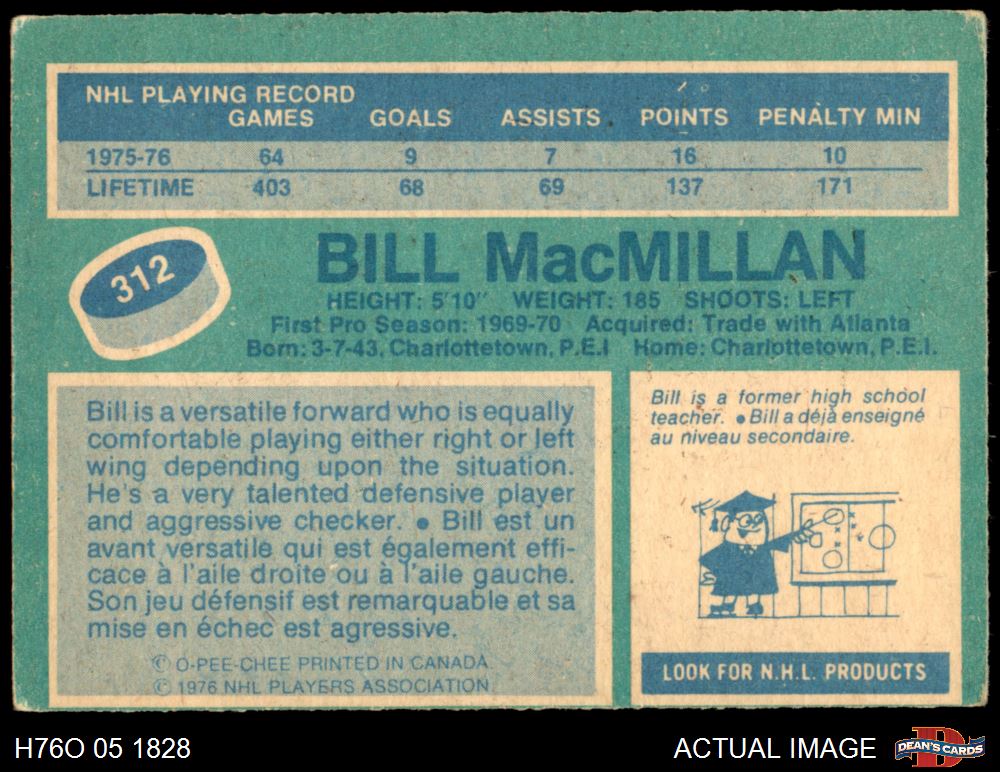 NHL PLAYING RECORD
GAMES GOALS ASSISTS POINTS PENALTY MIN
1975-76 64 9 7 16 10
LIFETIME 403 68 69 137 171
312
BILL MacMILLAN
HEIGHT: 5'10" WEIGHT: 185 SHOOTS: LEFT
First Pro Season: 1969-70 Acquired: Trade with Atlanta
Born: 3-7-43, Charlottetown, P.E.I Home: Charlottetown, P.E.I.
Bill is a versatile forward who is equally
comfortable playing either right or left
wing depending upon the situation.
He's a very talented defensive player
and aggressive checker. ● Bill est un
avant versatile qui est également effi-
cace à l'aile droite ou à l'aile gauche.
Son jeu défensif est remarquable et sa
mise en échec est agressive.
© O-PEE-CHEE PRINTED IN CANADA
© 1976 NHL PLAYERS ASSOCIATION
Bill is a former high school
teacher. ● Bill a déjà enseigné
au niveau secondaire.
LOOK FOR N.H.L. PRODUCTS
H76O 05 1828
ACTUAL IMAGE
DEAN'S CARDS